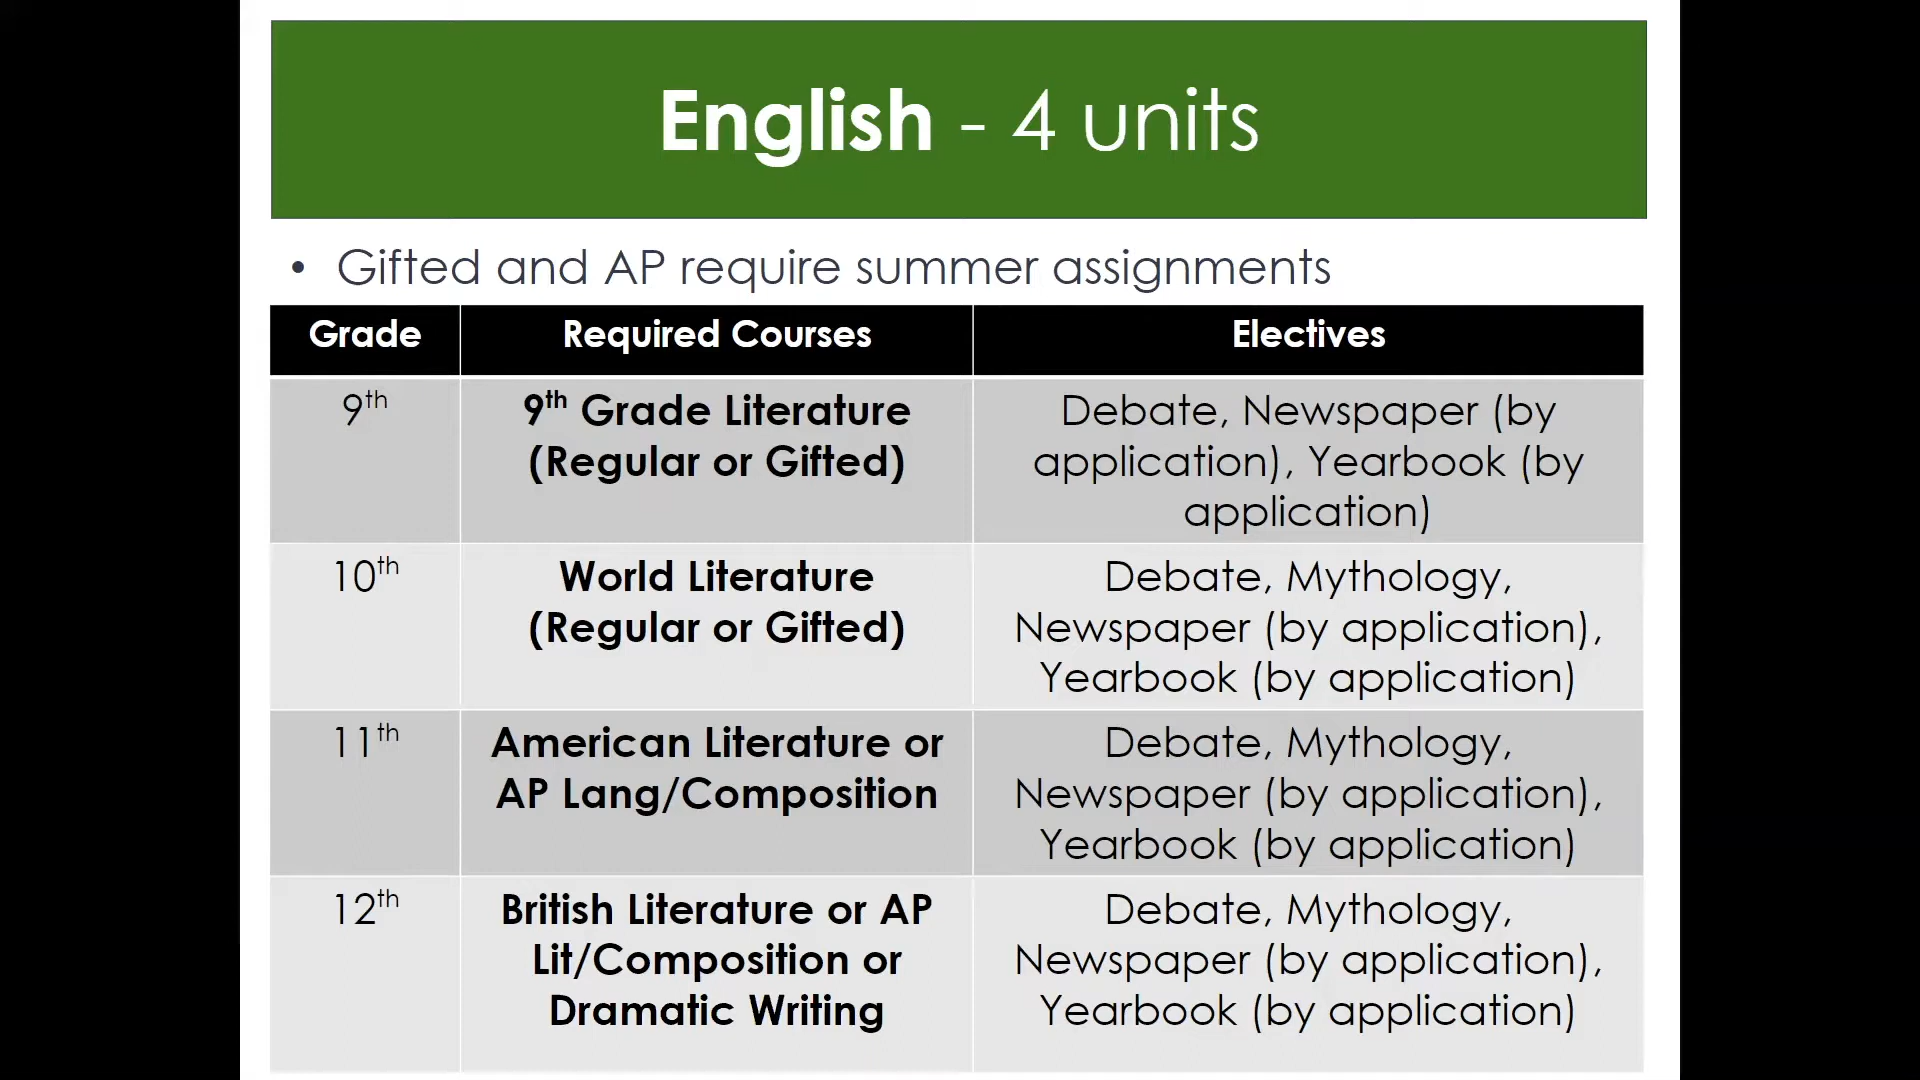 English - 4 units
• Gifted and AP require summer assignments
Grade Required Courses Electives
9th
9th Grade Literature
(Regular or Gifted)
Debate, Newspaper (by
application), Yearbook (by
application)
10th
World Literature
(Regular or Gifted)
Debate, Mythology,
Newspaper (by application),
Yearbook (by application)
11th
American Literature or
AP Lang/Composition
Debate, Mythology,
Newspaper (by application),
Yearbook (by application)
12th
British Literature or AP
Lit/Composition or
Dramatic Writing
Debate, Mythology,
Newspaper (by application),
Yearbook (by application)